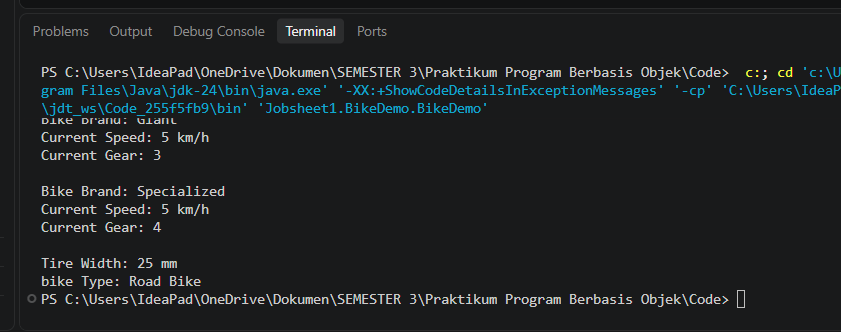 Problems Output Debug Console Terminal Ports
PS C:\Users\IdeaPad\OneDrive\Dokumen\SEMESTER 3\Praktikum Program Berbasis Objek\Code>  c:; cd 'c:\U
gram Files\Java\jdk-24\bin\java.exe' '-XX:+ShowCodeDetailsInExceptionMessages' '-cp' 'C:\Users\IdeaP
\jdt_ws\Code_255f5fb9\bin' 'Jobsheet1.BikeDemo.BikeDemo'
Bike Brand: Giant
Current Speed: 5 km/h
Current Gear: 3
Bike Brand: Specialized
Current Speed: 5 km/h
Current Gear: 4
Tire Width: 25 mm
bike Type: Road Bike
PS C:\Users\IdeaPad\OneDrive\Dokumen\SEMESTER 3\Praktikum Program Berbasis Objek\Code>